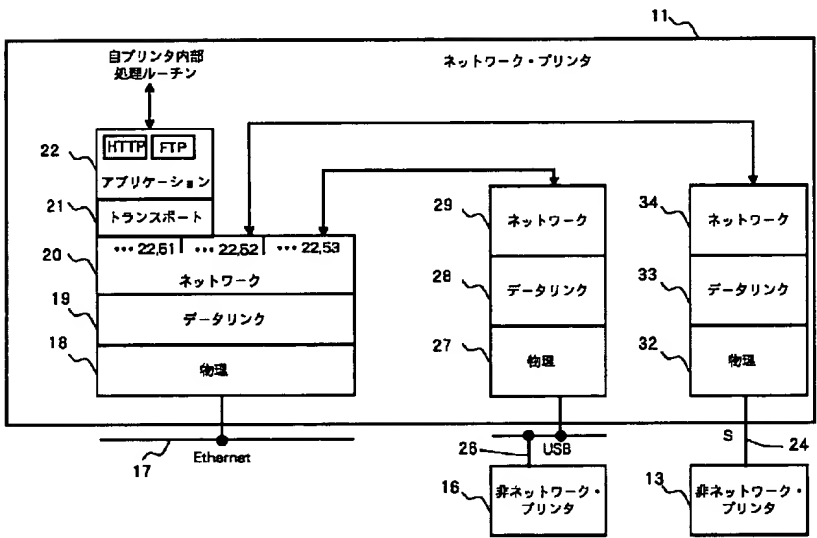 11
自プリンタ内部
処理ルーチン
ネットワーク・プリンタ
22
HTTP FTP
アプリケーション
21
トランスポート
20
… 22,51 … 22,52 … 22,53
ネットワーク
19
データリンク
18
物理
29
ネットワーク
28
データリンク
27
物理
34
ネットワーク
33
データリンク
32
物理
17
Ethernet
26
USB
S
24
16
非ネットワーク・
プリンタ
13
非ネットワーク・
プリンタ